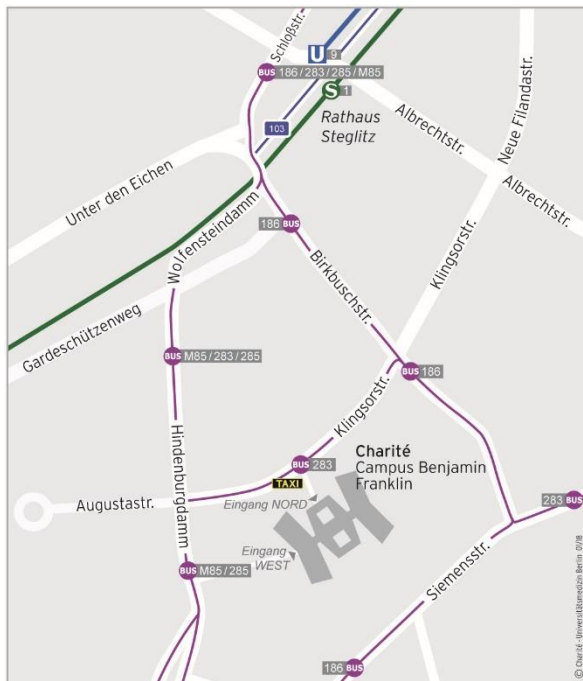 Schloßstr.
U 9
BUS 186 / 283 / 285 / M85
S 1
103
Rathaus
Steglitz
Albrechtstr.
Neue Filandastr.
Albrechtstr.
Unter den Eichen
Wolfensteindamm
186 BUS
Birkbuschstr.
Klingsorstr.
Gardeschützenweg
BUS M85 / 283 / 285
BUS 186
Klingsorstr.
Hindenburgdamm
Charité
Campus Benjamin
Franklin
BUS 283
TAXI
Augustastr.
Eingang NORD
283 BUS
Eingang
WEST
Siemensstr.
BUS M85 / 285
186 BUS
© Charité - Universitätsmedizin Berlin 01/18